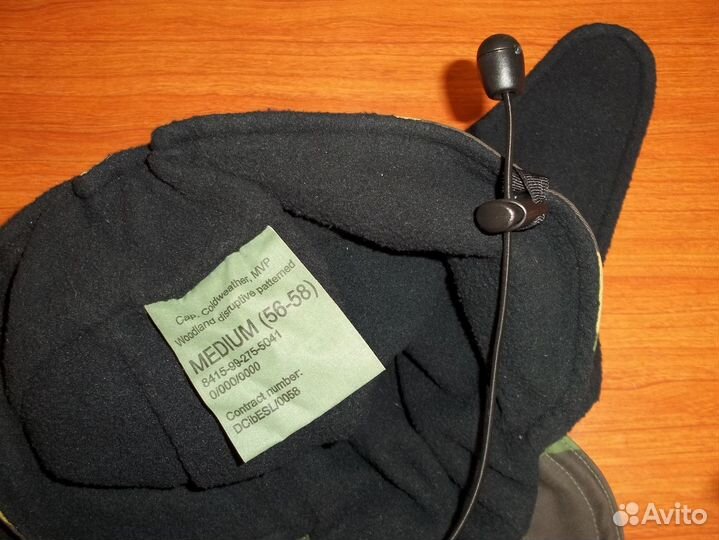 Cap, Coldweather, MVP
Woodland disruptive patterned
MEDIUM (56-58)
8415-99-275-5041
0/000/0000
Contract number:
DCibESL/0058
Avito